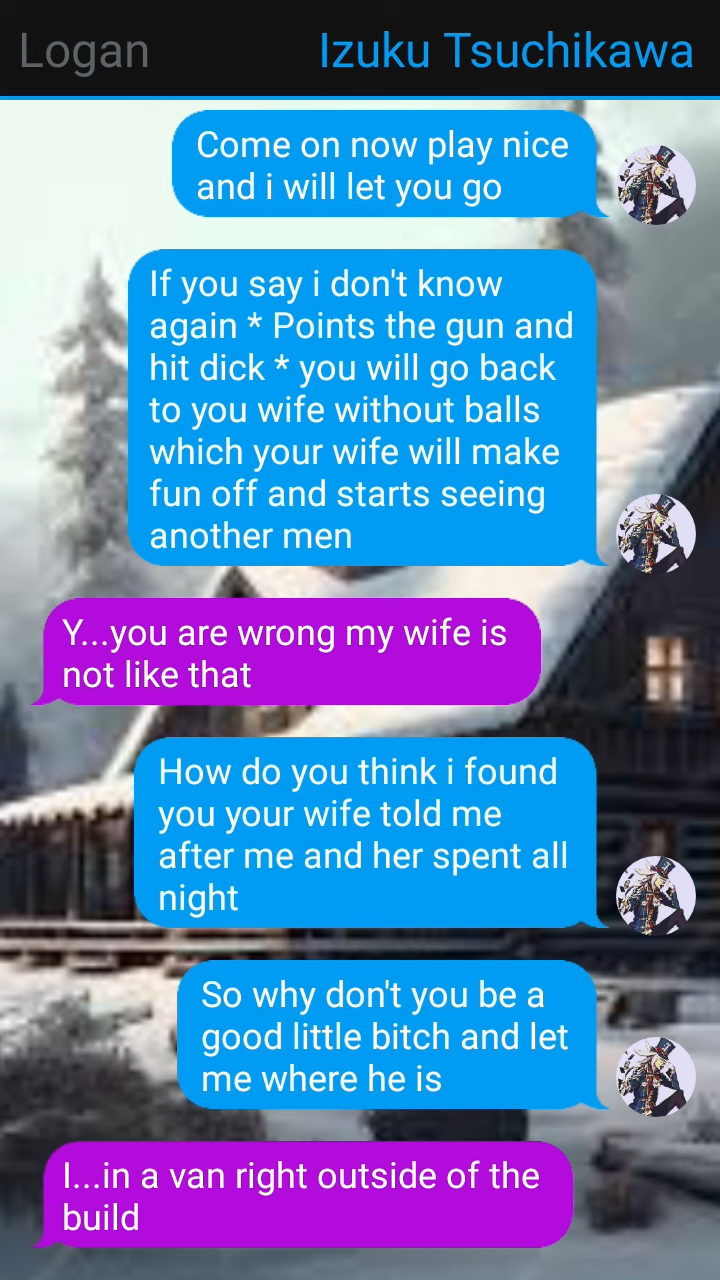 Logan
Izuku Tsuchikawa
Come on now play nice
and i will let you go
If you say i don't know
again * Points the gun and
hit dick * you will go back
to you wife without balls
which your wife will make
fun off and starts seeing
another men
Y...you are wrong my wife is
not like that
How do you think i found
you your wife told me
after me and her spent all
night
So why don't you be a
good little bitch and let
me where he is
I...in a van right outside of the
build